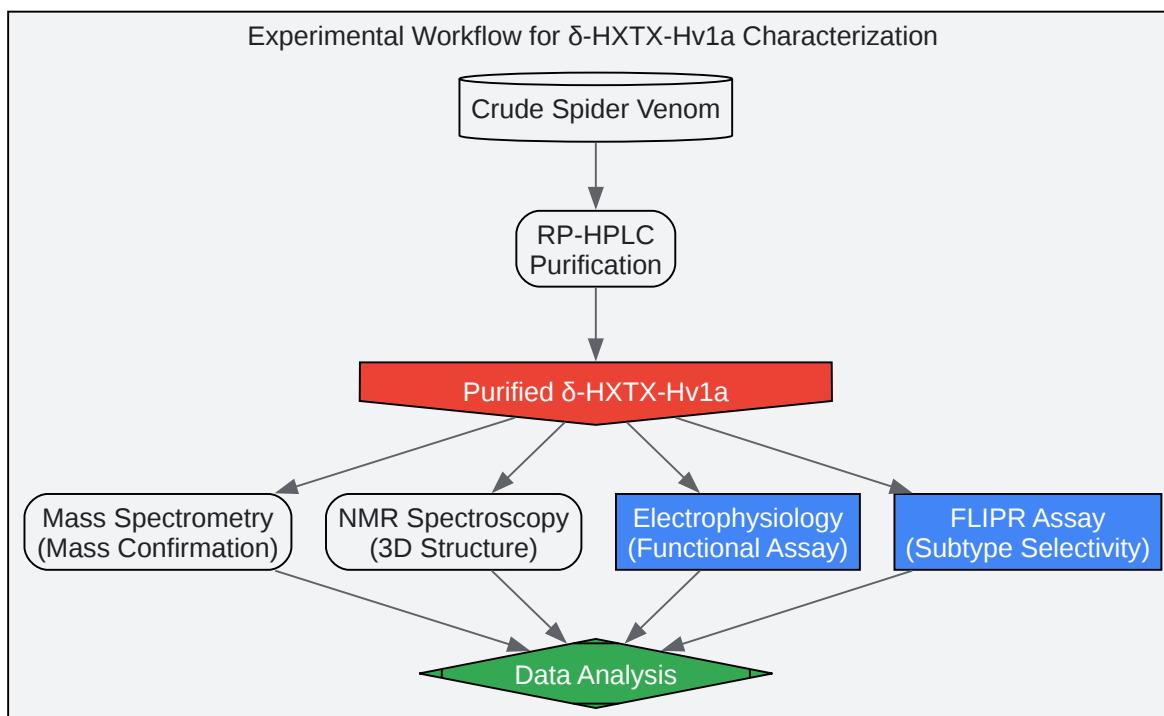 Experimental Workflow for δ-HXTX-Hv1a Characterization
Crude Spider Venom
RP-HPLC
Purification
Purified δ-HXTX-Hv1a
Mass Spectrometry
(Mass Confirmation)
NMR Spectroscopy
(3D Structure)
Electrophysiology
(Functional Assay)
FLIPR Assay
(Subtype Selectivity)
Data Analysis